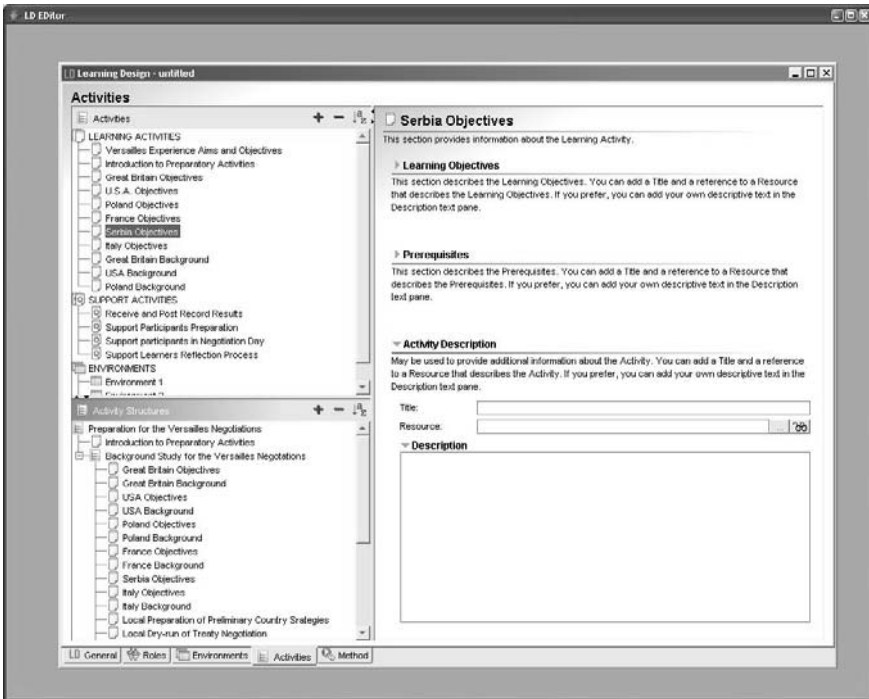 LD EDitor
LD Learning Design - untitled
Activities
Activities
LEARNING ACTIVITIES
Versailles Experience Aims and Objectives
Introduction to Preparatory Activities
Great Britain Objectives
U.S.A. Objectives
Poland Objectives
France Objectives
Serbia Objectives
Italy Objectives
Great Britain Background
USA Background
Poland Background
SUPPORT ACTIVITIES
Receive and Post Record Results
Support Participants Preparation
Support participants in Negotiation Day
Support Learners Reflection Process
ENVIRONMENTS
Environment 1
Activity Structures
Preparation for the Versailles Negotiations
Introduction to Preparatory Activities
Background Study for the Versailles Negotations
Great Britain Objectives
Great Britain Background
USA Objectives
USA Background
Poland Objectives
Poland Background
France Objectives
France Background
Serbia Objectives
Italy Objectives
Italy Background
Local Preparation of Preliminary Country Srategies
Local Dry-run of Treaty Negotiation
Serbia Objectives
This section provides information about the Learning Activity.
Learning Objectives
This section describes the Learning Objectives. You can add a Title and a reference to a Resource
that describes the Learning Objectives. If you prefer, you can add your own descriptive text in the
Description text pane.
Prerequisites
This section describes the Prerequisites. You can add a Title and a reference to a Resource that
describes the Prerequisites. If you prefer, you can add your own descriptive text in the Description
text pane.
Activity Description
May be used to provide additional information about the Activity. You can add a Title and a reference
to a Resource that describes the Activity. If you prefer, you can add your own descriptive text in the
Description text pane.
Title:
Resource:
...
Description
LD General Roles Environments Activities Method